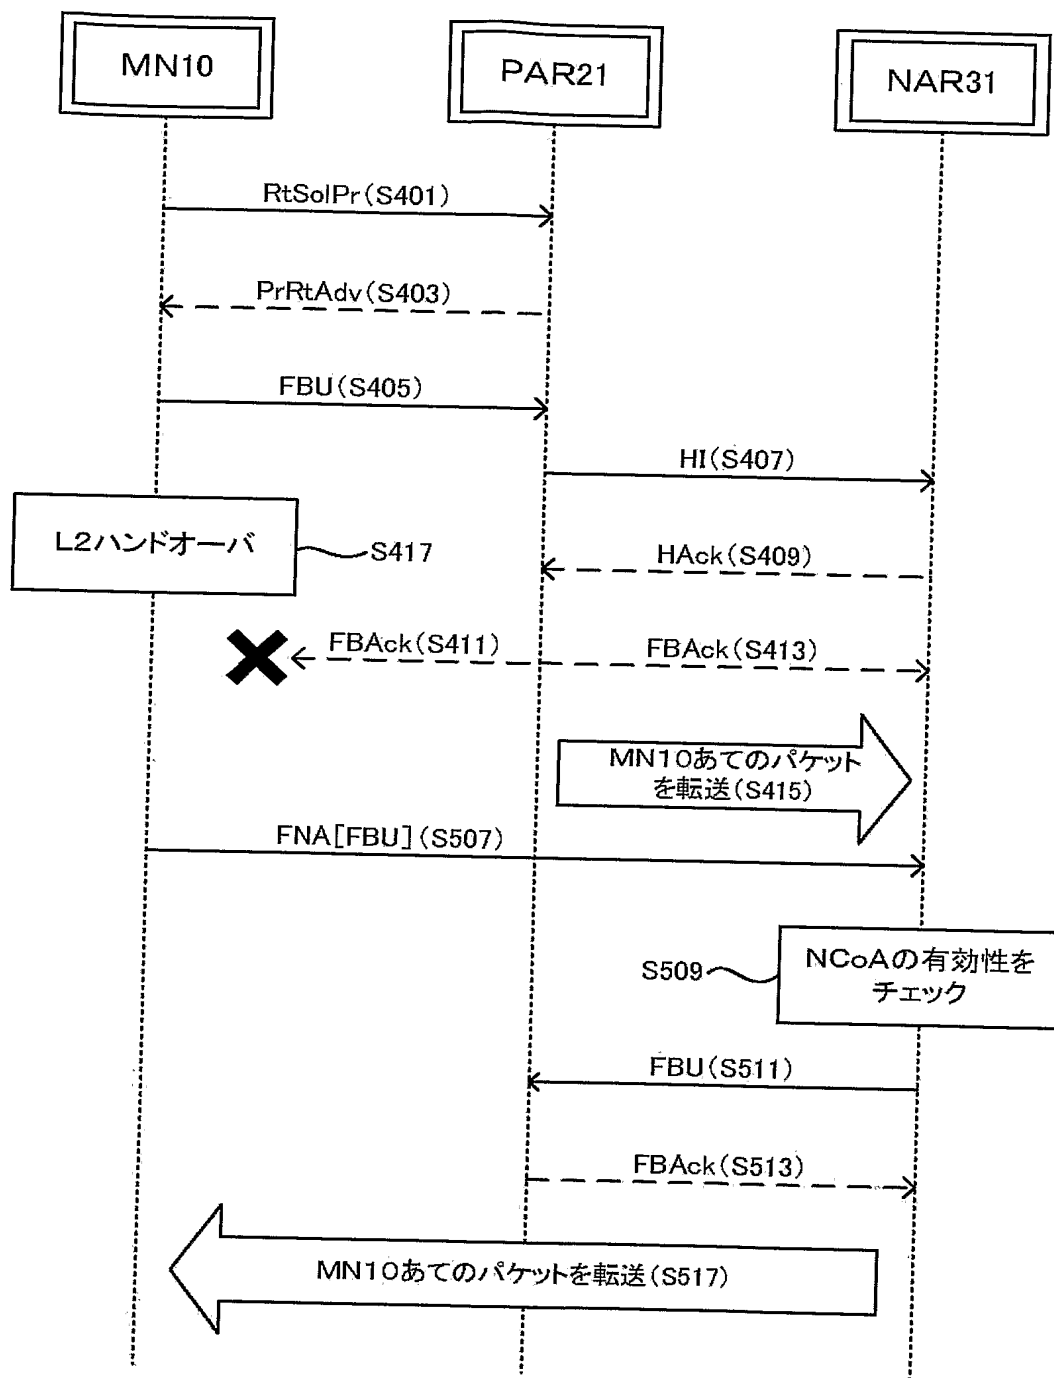 MN10
PAR21
NAR31
RtSolPr(S401)
PrRtAdv(S403)
FBU(S405)
HI(S407)
L2ハンドオーバ
S417
HAck(S409)
FBAck(S411)
FBAck(S413)
MN10あてのパケット
を転送(S415)
FNA[FBU](S507)
S509
NCoAの有効性を
チェック
FBU(S511)
FBAck(S513)
MN10あてのパケットを転送(S517)